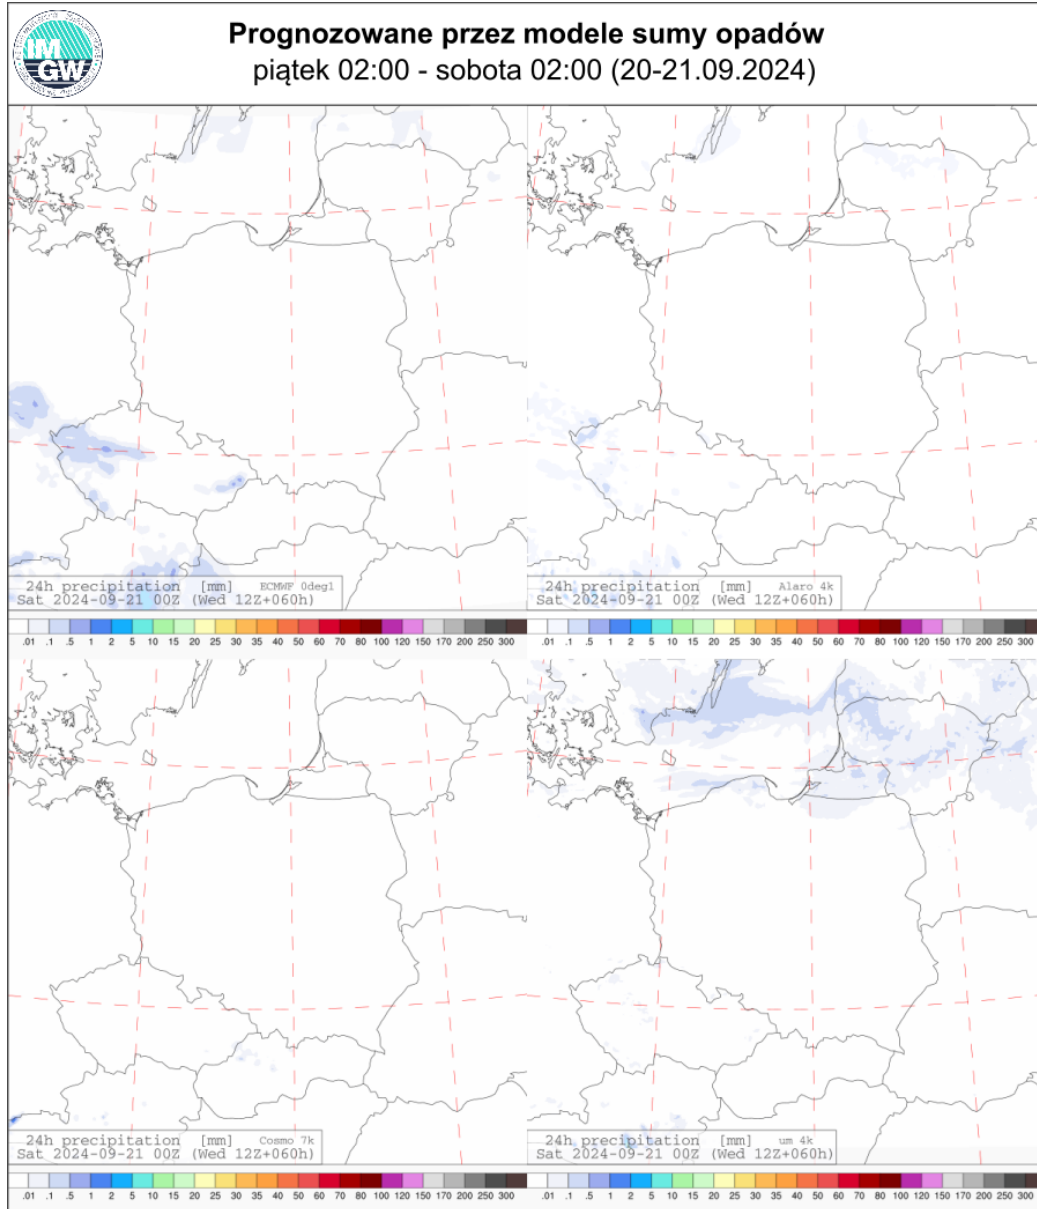 IM
GW
Prognozowane przez modele sumy opadów
piątek 02:00 - sobota 02:00 (20-21.09.2024)
24h precipitation [mm] ECMWF 0deg1
Sat 2024-09-21 00Z (Wed 12Z+060h)
24h precipitation [mm] Alaro 4k
Sat 2024-09-21 00Z (Wed 12Z+060h)
.01 .1 .5 1 2 5 10 15 20 25 30 35 40 50 60 70 80 100 120 150 170 200 250 300
.01 .1 .5 1 2 5 10 15 20 25 30 35 40 50 60 70 80 100 120 150 170 200 250 300
24h precipitation [mm] Cosmo 7k
Sat 2024-09-21 00Z (Wed 12Z+060h)
24h precipitation [mm] um 4k
Sat 2024-09-21 00Z (Wed 12Z+060h)
.01 .1 .5 1 2 5 10 15 20 25 30 35 40 50 60 70 80 100 120 150 170 200 250 300
.01 .1 .5 1 2 5 10 15 20 25 30 35 40 50 60 70 80 100 120 150 170 200 250 300